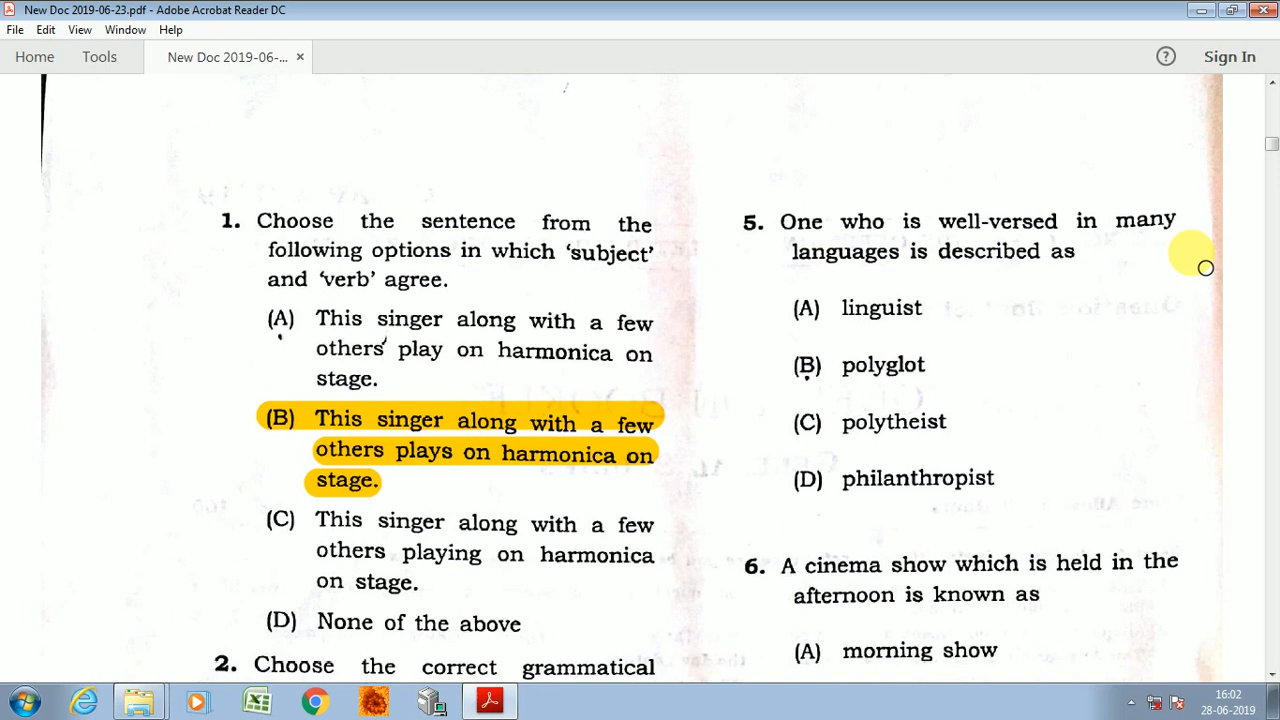 New Doc 2019-06-23.pdf - Adobe Acrobat Reader DC
File Edit View Window Help
Home Tools New Doc 2019-06-... × ? Sign In
1. Choose the sentence from the
following options in which ‘subject’
and ‘verb’ agree.
(A) This singer along with a few
others play on harmonica on
stage.
(B) This singer along with a few
others plays on harmonica on
stage.
(C) This singer along with a few
others playing on harmonica
on stage.
(D) None of the above
2. Choose the correct grammatical
5. One who is well-versed in many
languages is described as
(A) linguist
(B) polyglot
(C) polytheist
(D) philanthropist
6. A cinema show which is held in the
afternoon is known as
(A) morning show
16:02
28-06-2019